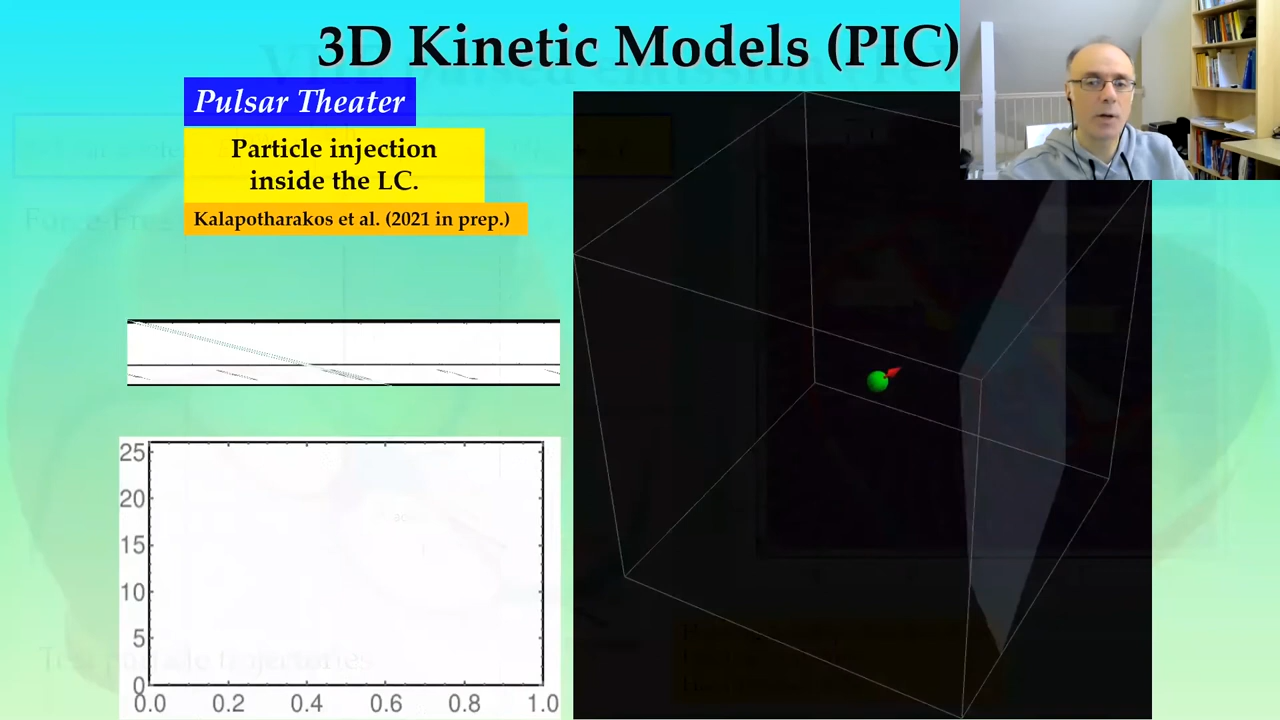 3D Kinetic Models (PIC)
Pulsar Theater
Particle injection
inside the LC.
Kalapotharakos et al. (2021 in prep.)
25
20
15
10
5
0
0.0 0.2 0.4 0.6 0.8 1.0